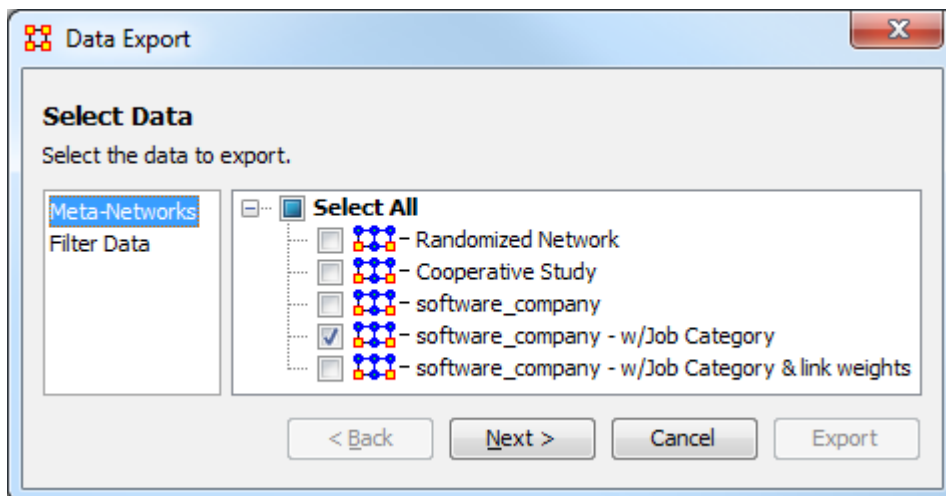 Data Export
Select Data
Select the data to export.
Meta-Networks
Filter Data
Select All
Randomized Network
Cooperative Study
software_company
software_company - w/Job Category
software_company - w/Job Category & link weights
< Back
Next >
Cancel
Export